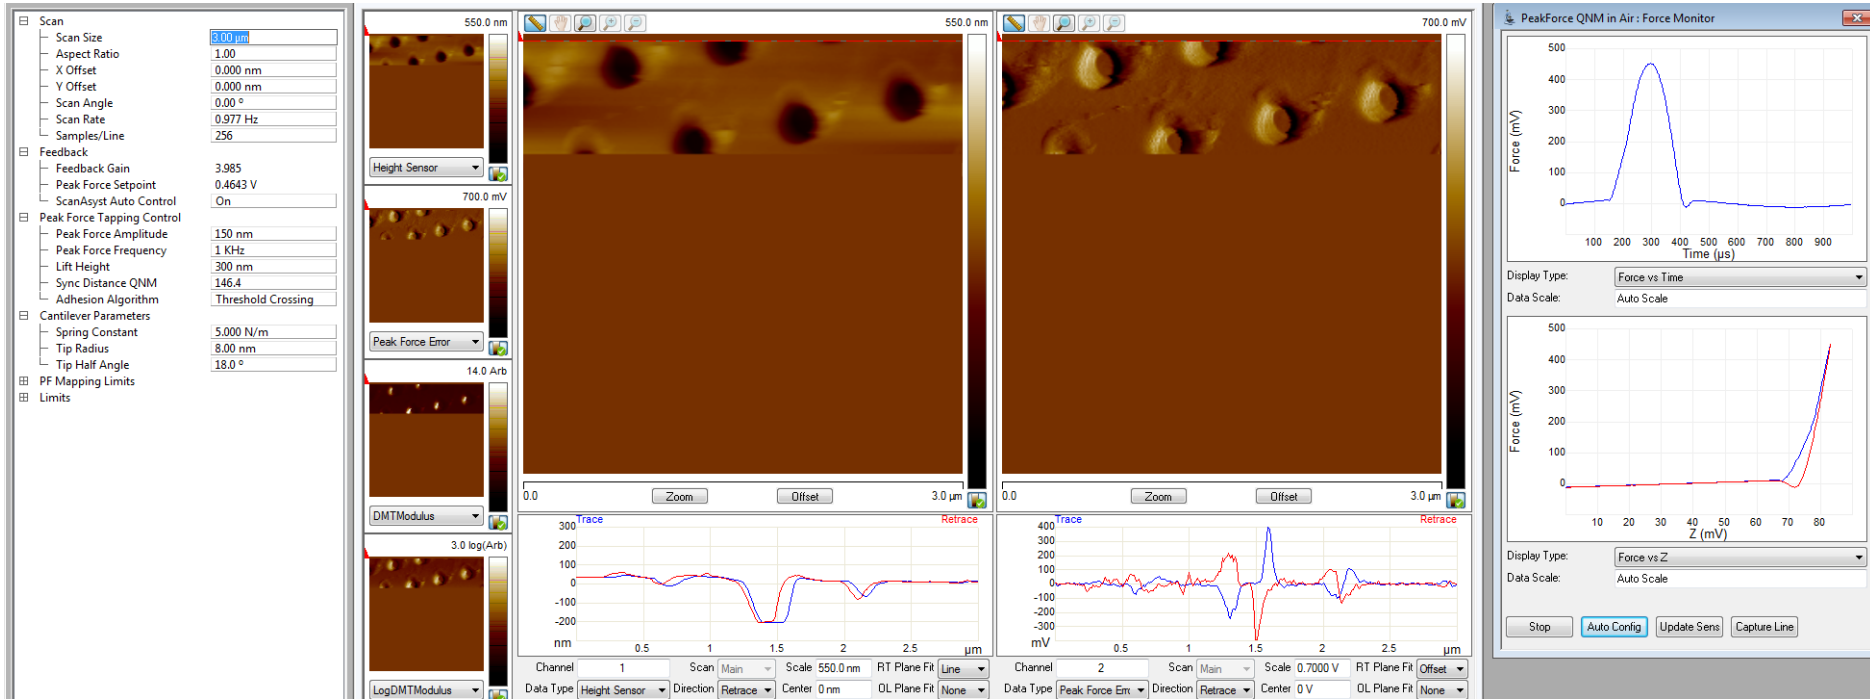 Scan
Scan Size 3.00 µm
Aspect Ratio 1.00
X Offset 0.000 nm
Y Offset 0.000 nm
Scan Angle 0.00 º
Scan Rate 0.977 Hz
Samples/Line 256
Feedback
Feedback Gain 3.985
Peak Force Setpoint 0.4643 V
ScanAsyst Auto Control On
Peak Force Tapping Control
Peak Force Amplitude 150 nm
Peak Force Frequency 1 KHz
Lift Height 300 nm
Sync Distance QNM 146.4
Adhesion Algorithm Threshold Crossing
Cantilever Parameters
Spring Constant 5.000 N/m
Tip Radius 8.00 nm
Tip Half Angle 18.0 º
PF Mapping Limits
Limits
550.0 nm
Height Sensor
700.0 mV
Peak Force Error
14.0 Arb
DMTModulus
3.0 log(Arb)
LogDMTModulus
550.0 nm
0.0 Zoom Offset 3.0 µm
Trace Retrace
300
200
100
0
-100
-200
nm 0.5 1 1.5 2 2.5 µm
Channel 1 Scan Main Scale 550.0 nm RT Plane Fit Line
Data Type Height Sensor Direction Retrace Center 0 nm OL Plane Fit None
700.0 mV
0.0 Zoom Offset 3.0 µm
Trace Retrace
400
300
200
100
0
-100
-200
-300
mV 0.5 1 1.5 2 2.5 µm
Channel 2 Scan Main Scale 0.7000 V RT Plane Fit Offset
Data Type Peak Force Err Direction Retrace Center 0 V OL Plane Fit None
PeakForce QNM in Air : Force Monitor
500
400
300
200
100
0
Force (mV)
100 200 300 400 500 600 700 800 900
Time (µs)
Display Type: Force vs Time
Data Scale: Auto Scale
500
400
300
200
100
0
Force (mV)
10 20 30 40 50 60 70 80
Z (mV)
Display Type: Force vs Z
Data Scale: Auto Scale
Stop Auto Config Update Sens Capture Line